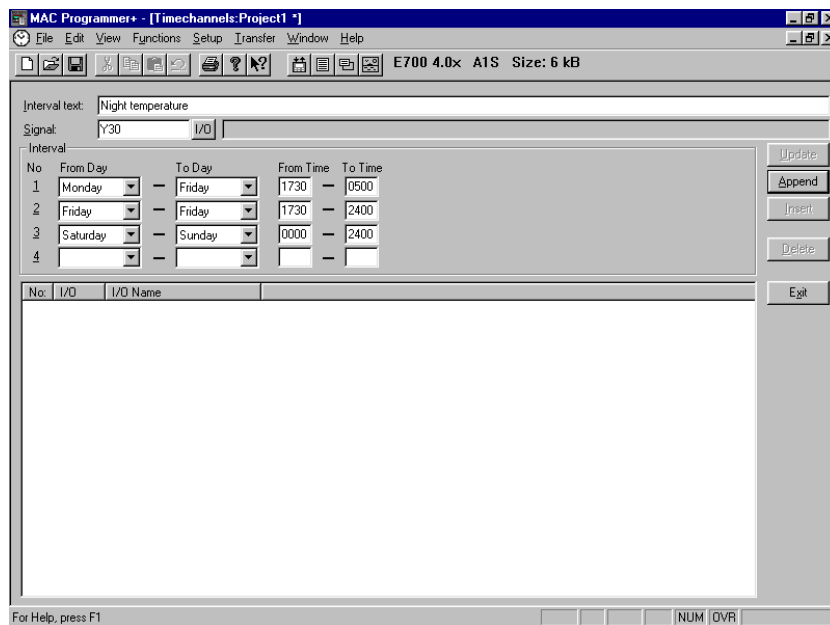 MAC Programmer+ - [Timechannels:Project1 *]
File Edit View Functions Setup Transfer Window Help
E700 4.0x A1S Size: 6 kB
Interval text: Night temperature
Signal: Y30 I/O
Interval
No From Day To Day From Time To Time
1 Monday — Friday 1730 — 0500
2 Friday — Friday 1730 — 2400
3 Saturday — Sunday 0000 — 2400
4 — —
Update
Append
Insert
Delete
Exit
No: I/O I/O Name
For Help, press F1 NUM OVR